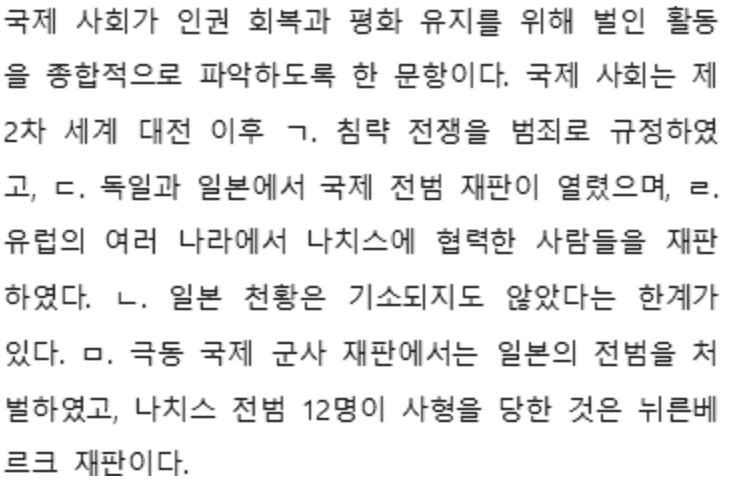 국제 사회가 인권 회복과 평화 유지를 위해 벌인 활동
을 종합적으로 파악하도록 한 문항이다. 국제 사회는 제
2차 세계 대전 이후 ㄱ. 침략 전쟁을 범죄로 규정하였
고, ㄷ. 독일과 일본에서 국제 전범 재판이 열렸으며, ㄹ.
유럽의 여러 나라에서 나치스에 협력한 사람들을 재판
하였다. ㄴ. 일본 천황은 기소되지도 않았다는 한계가
있다. ㅁ. 극동 국제 군사 재판에서는 일본의 전범을 처
벌하였고, 나치스 전범 12명이 사형을 당한 것은 뉘른베
르크 재판이다.